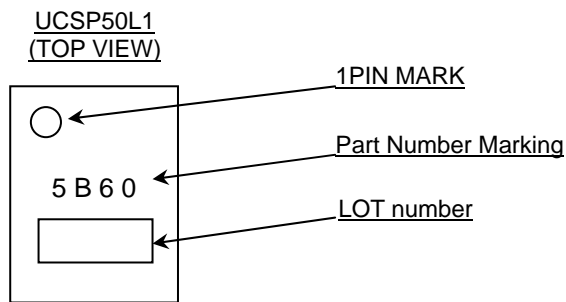 UCSP50L1
(TOP VIEW)
1PIN MARK
Part Number Marking
5 B 6 0
LOT number